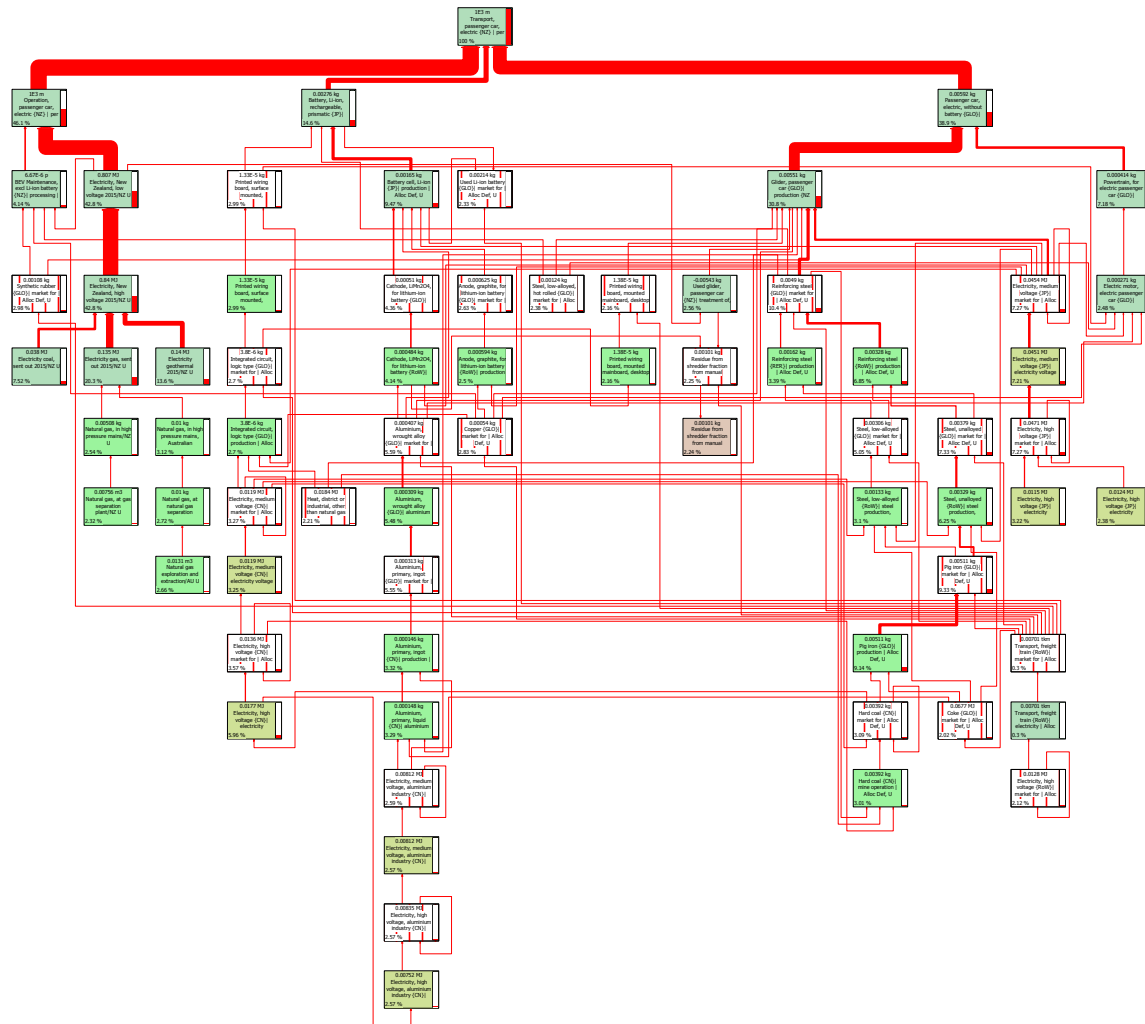 1E3 m
Transport,
passenger car,
electric {NZ} | per
100 %
1E3 m
Operation,
passenger car,
electric {NZ} | per
46.1 %
0.00276 kg
Battery, Li-ion,
rechargeable,
prismatic {JP}|
14.6 %
0.00592 kg
Passenger car,
electric, without
battery {GLO}|
38.9 %
6.67E-6 p
BEV Maintenance,
excl Li-ion battery
{NZ} | processing |
4.14 %
0.807 MJ
Electricity, New
Zealand, low
voltage 2015/NZ U
42.8 %
1.33E-5 kg
Printed wiring
board, surface
mounted,
2.99 %
0.00165 kg
Battery cell, Li-ion
{JP}| production |
Alloc Def, U
9.47 %
0.00214 kg
Used Li-ion battery
{GLO}| market for |
Alloc Def, U
2.33 %
0.00551 kg
Glider, passenger
car {GLO}|
production {NZ
30.8 %
0.000414 kg
Powertrain, for
electric passenger
car {GLO}|
7.18 %
0.00108 kg
Synthetic rubber
{GLO}| market for |
Alloc Def, U
2.98 %
0.84 MJ
Electricity, New
Zealand, high
voltage 2015/NZ U
42.8 %
1.33E-5 kg
Printed wiring
board, surface
mounted,
2.99 %
0.00051 kg
Cathode, LiMn2O4,
for lithium-ion
battery {GLO}|
4.36 %
0.000625 kg
Anode, graphite, for
lithium-ion battery
{GLO}| market for |
2.63 %
0.00124 kg
Steel, low-alloyed,
hot rolled {GLO}|
market for | Alloc
2.38 %
1.38E-5 kg
Printed wiring
board, mounted
mainboard, desktop
2.16 %
-0.00543 kg
Used glider,
passenger car
{NZ}| treatment of,
2.56 %
0.0049 kg
Reinforcing steel
{GLO}| market for |
Alloc Def, U
10.4 %
0.0454 MJ
Electricity, medium
voltage {JP}|
market for | Alloc
7.27 %
0.000271 kg
Electric motor,
electric passenger
car {GLO}|
2.48 %
0.038 MJ
Electricity coal,
sent out 2015/NZ U
7.52 %
0.135 MJ
Electricity gas, sent
out 2015/NZ U
20.3 %
0.14 MJ
Electricity
geothermal
2015/NZ U
13.6 %
3.8E-6 kg
Integrated circuit,
logic type {GLO}|
market for | Alloc
2.7 %
0.000484 kg
Cathode, LiMn2O4,
for lithium-ion
battery {RoW}|
4.14 %
0.000594 kg
Anode, graphite, for
lithium-ion battery
{RoW}| production
2.5 %
1.38E-5 kg
Printed wiring
board, mounted
mainboard, desktop
2.16 %
0.00101 kg
Residue from
shredder fraction
from manual
2.25 %
0.00162 kg
Reinforcing steel
{RER}| production
| Alloc Def, U
3.39 %
0.00328 kg
Reinforcing steel
{RoW}| production
| Alloc Def, U
6.85 %
0.0451 MJ
Electricity, medium
voltage {JP}|
electricity voltage
7.21 %
0.00508 kg
Natural gas, in high
pressure mains/NZ
U
2.54 %
0.01 kg
Natural gas, in high
pressure mains,
Australian
3.12 %
3.8E-6 kg
Integrated circuit,
logic type {GLO}|
production | Alloc
2.7 %
0.000407 kg
Aluminium,
wrought alloy
{GLO}| market for |
5.59 %
0.00054 kg
Copper {GLO}|
market for | Alloc
Def, U
2.83 %
0.00101 kg
Residue from
shredder fraction
from manual
2.24 %
0.00306 kg
Steel, low-alloyed
{GLO}| market for |
Alloc Def, U
5.05 %
0.00379 kg
Steel, unalloyed
{GLO}| market for |
Alloc Def, U
7.33 %
0.0471 MJ
Electricity, high
voltage {JP}|
market for | Alloc
7.27 %
0.00756 m3
Natural gas, at gas
separation
plant/NZ U
2.32 %
0.01 kg
Natural gas, at
natural gas
separation
2.72 %
0.0119 MJ
Electricity, medium
voltage {CN}|
market for | Alloc
3.27 %
0.0184 MJ
Heat, district or
industrial, other
than natural gas
2.21 %
0.000309 kg
Aluminium,
wrought alloy
{GLO}| aluminium
5.48 %
0.00133 kg
Steel, low-alloyed
{RoW}| steel
production,
3.1 %
0.00329 kg
Steel, unalloyed
{RoW}| steel
production,
6.25 %
0.0115 MJ
Electricity, high
voltage {JP}|
electricity
3.22 %
0.0124 MJ
Electricity, high
voltage {JP}|
2.38 %
0.0131 m3
Natural gas
exploration and
extraction/AU U
2.66 %
0.0119 MJ
Electricity, medium
voltage {CN}|
electricity voltage
3.25 %
0.000313 kg
Aluminium,
primary, ingot
{GLO}| market for |
5.55 %
0.00511 kg
Pig iron {GLO}|
market for | Alloc
Def, U
9.33 %
0.0136 MJ
Electricity, high
voltage {CN}|
market for | Alloc
3.57 %
0.000146 kg
Aluminium,
primary, ingot
{CN}| production |
3.32 %
0.00511 kg
Pig iron {GLO}|
production | Alloc
Def, U
9.14 %
0.00701 tkm
Transport, freight
train {RoW}|
market for | Alloc
0.3 %
0.0177 MJ
Electricity, high
voltage {CN}|
electricity
5.96 %
0.000148 kg
Aluminium,
primary, liquid
{CN}| aluminium
3.29 %
0.00392 kg
Hard coal {CN}|
market for | Alloc
Def, U
3.09 %
0.0677 MJ
Coke {GLO}|
market for | Alloc
Def, U
2.02 %
0.00701 tkm
Transport, freight
train {RoW}|
electricity | Alloc
0.3 %
0.00812 MJ
Electricity, medium
voltage, aluminium
industry {CN}|
2.59 %
0.00392 kg
Hard coal {CN}|
mine operation |
Alloc Def, U
3.01 %
0.0128 MJ
Electricity, high
voltage {RoW}|
market for | Alloc
2.12 %
0.00812 MJ
Electricity, medium
voltage, aluminium
industry {CN}|
2.57 %
0.00835 MJ
Electricity, high
voltage, aluminium
industry {CN}|
2.57 %
0.00752 MJ
Electricity, high
voltage, aluminium
industry {CN}|
2.57 %